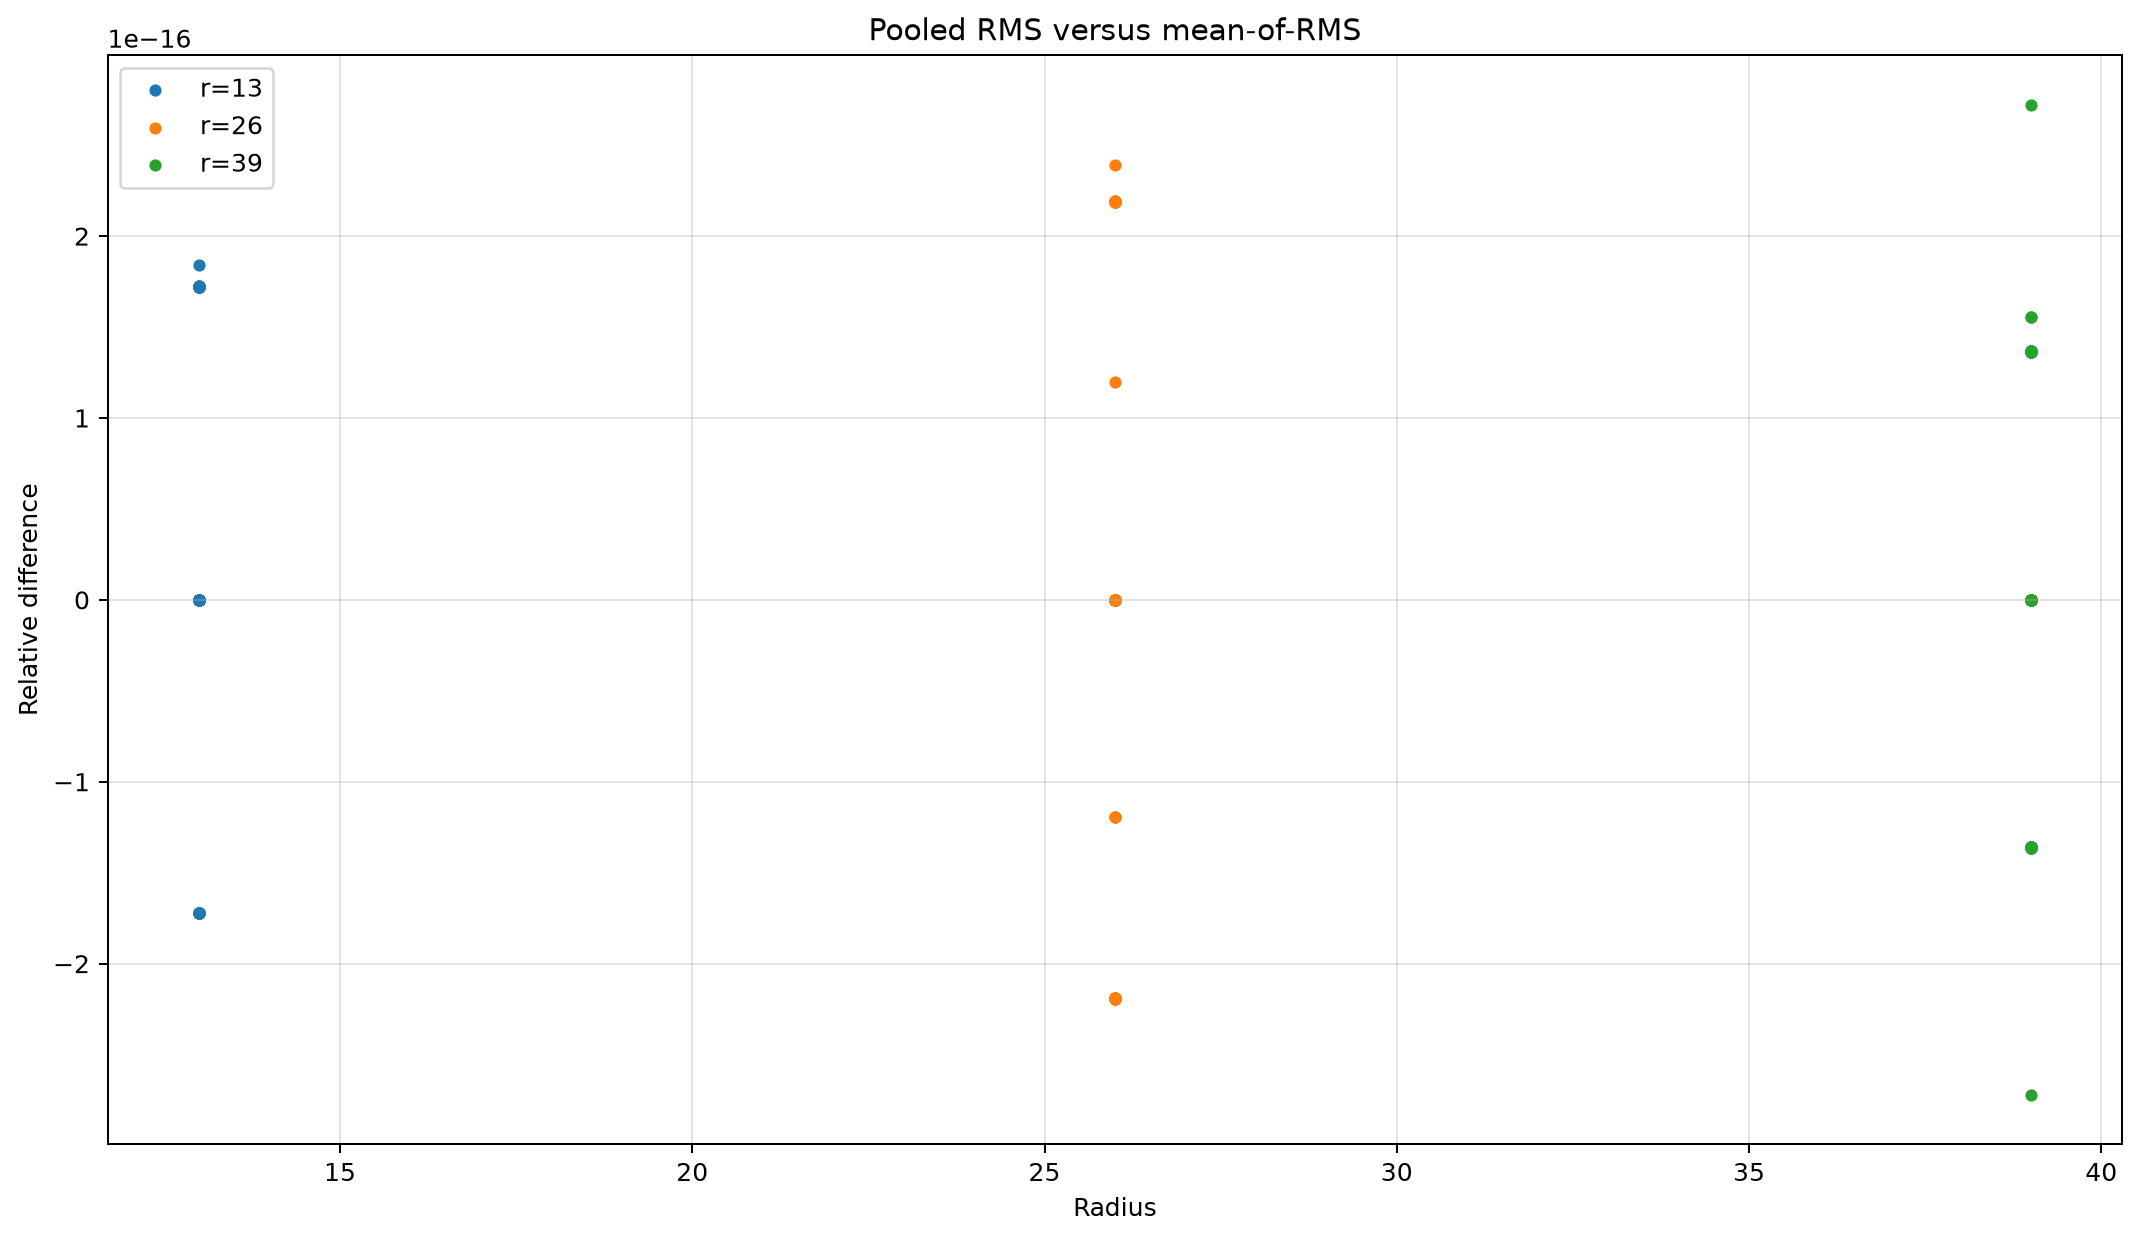 Pooled RMS versus mean-of-RMS
1e−16
r=13
r=26
r=39
2
1
0
−1
−2
Relative difference
15 20 25 30 35 40
Radius